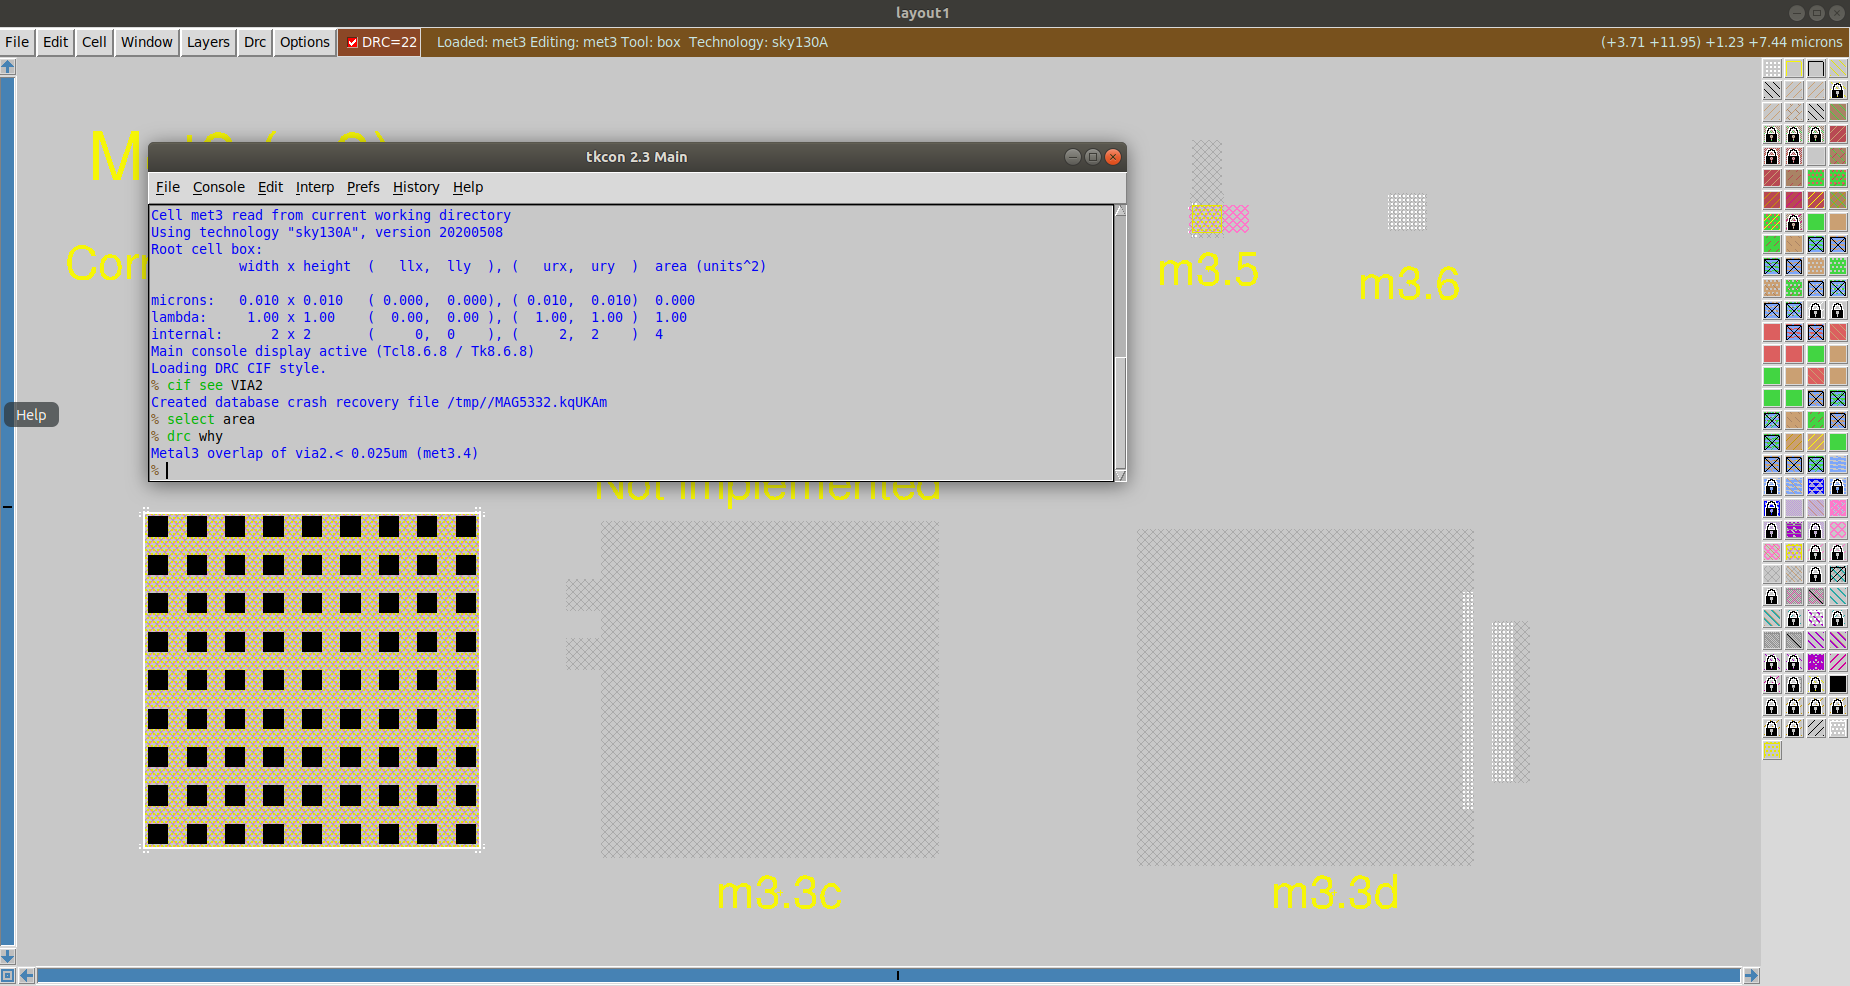 layout1
File Edit Cell Window Layers Drc Options DRC=22 Loaded: met3 Editing: met3 Tool: box Technology: sky130A (+3.71 +11.95) +1.23 +7.44 microns
tkcon 2.3 Main
File Console Edit Interp Prefs History Help
Cell met3 read from current working directory
Using technology "sky130A", version 20200508
Root cell box:
width x height ( llx, lly ), ( urx, ury ) area (units^2)
microns: 0.010 x 0.010 ( 0.000, 0.000), ( 0.010, 0.010) 0.000
lambda: 1.00 x 1.00 ( 0.00, 0.00 ), ( 1.00, 1.00 ) 1.00
internal: 2 x 2 ( 0, 0 ), ( 2, 2 ) 4
Main console display active (Tcl8.6.8 / Tk8.6.8)
Loading DRC CIF style.
% cif see VIA2
Created database crash recovery file /tmp//MAG5332.kqUKAm
% select area
% drc why
Metal3 overlap of via2.< 0.025um (met3.4)
%
m3.5
m3.6
Help
Not implemented
m3.3c
m3.3d